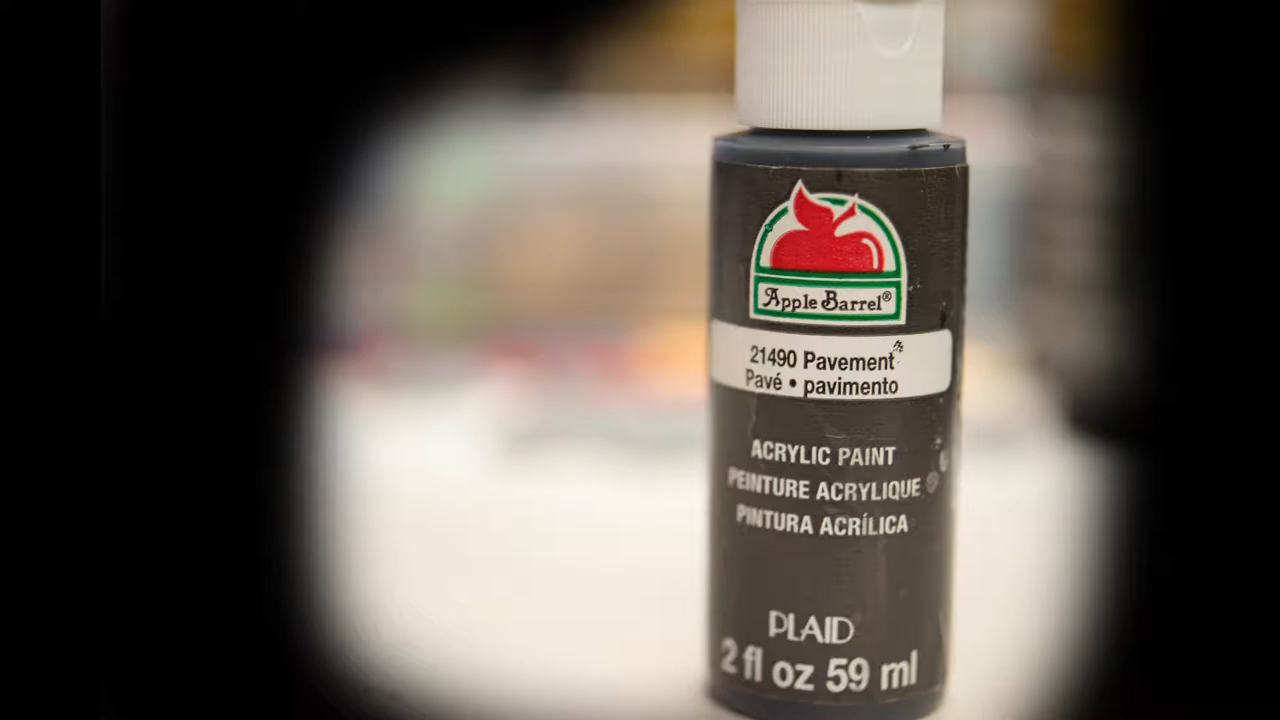 Apple Barrel®
21490 Pavement
Pavé • pavimento
ACRYLIC PAINT
PEINTURE ACRYLIQUE
PINTURA ACRÍLICA
PLAID
2 fl oz 59 ml